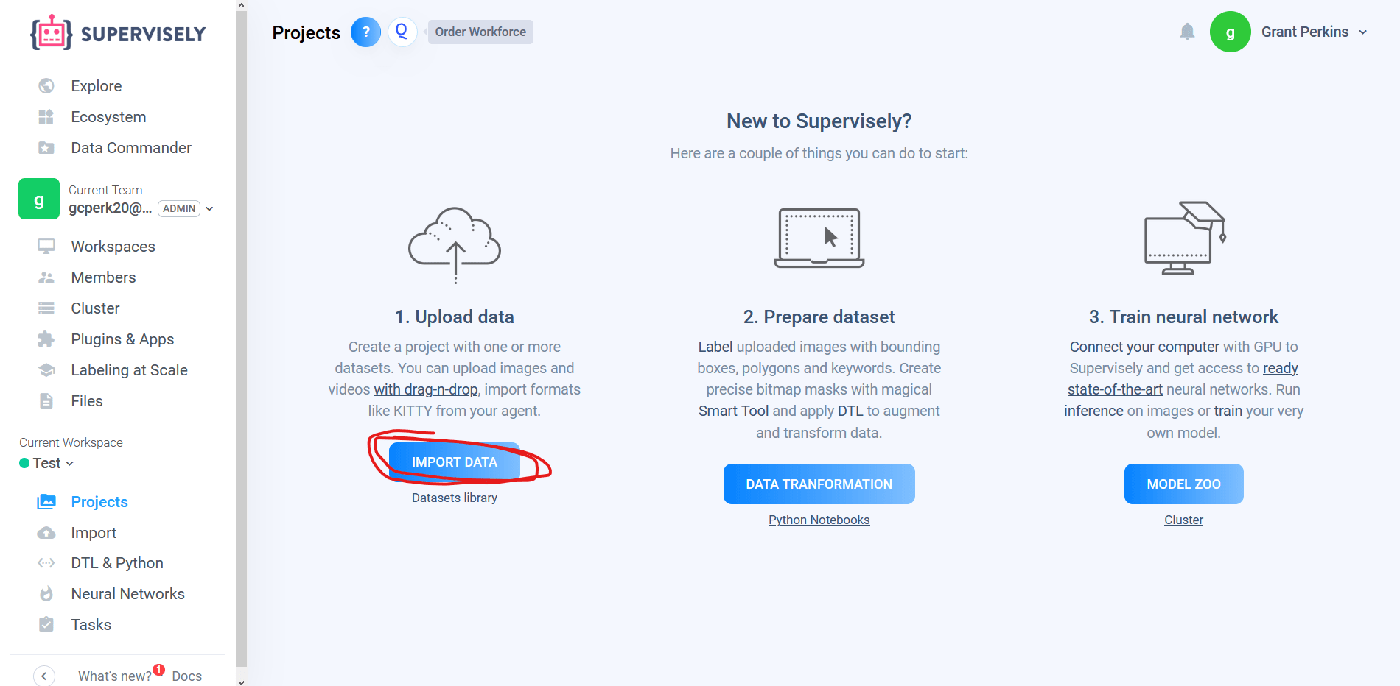 SUPERVISELY
Explore
Ecosystem
Data Commander
g
Current Team
gcperk20@... ADMIN
Workspaces
Members
Cluster
Plugins & Apps
Labeling at Scale
Files
Current Workspace
Test
Projects
Import
DTL & Python
Neural Networks
Tasks
What's new? 1 Docs
Projects ? Q Order Workforce
g Grant Perkins
New to Supervisely?
Here are a couple of things you can do to start:
1. Upload data
Create a project with one or more
datasets. You can upload images and
videos with drag-n-drop, import formats
like KITTY from your agent.
IMPORT DATA
Datasets library
2. Prepare dataset
Label uploaded images with bounding
boxes, polygons and keywords. Create
precise bitmap masks with magical
Smart Tool and apply DTL to augment
and transform data.
DATA TRANFORMATION
Python Notebooks
3. Train neural network
Connect your computer with GPU to
Supervisely and get access to ready
state-of-the-art neural networks. Run
inference on images or train your very
own model.
MODEL ZOO
Cluster